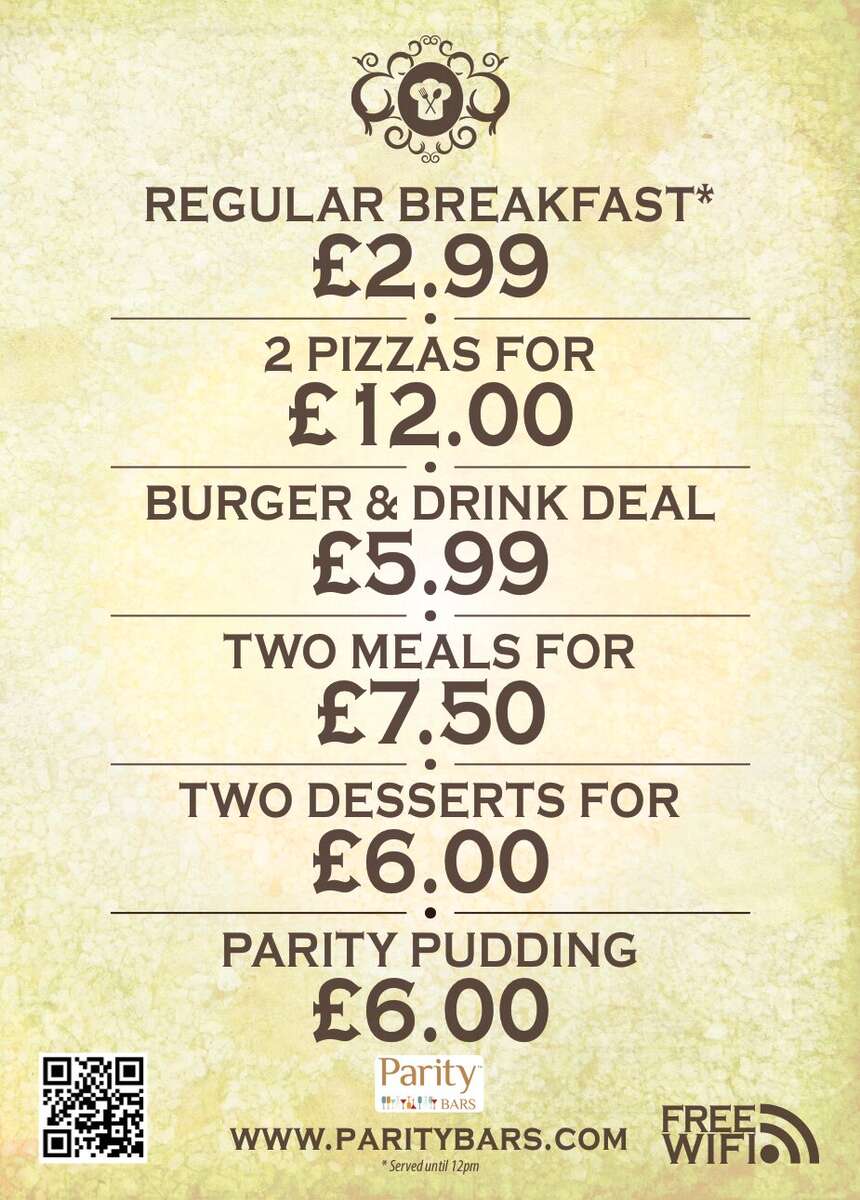 REGULAR BREAKFAST*
£2.99
2 PIZZAS FOR
£12.00
BURGER & DRINK DEAL
£5.99
TWO MEALS FOR
£7.50
TWO DESSERTS FOR
£6.00
PARITY PUDDING
£6.00
Parity™
BARS
WWW.PARITYBARS.COM
* Served until 12pm
FREE
WIFI